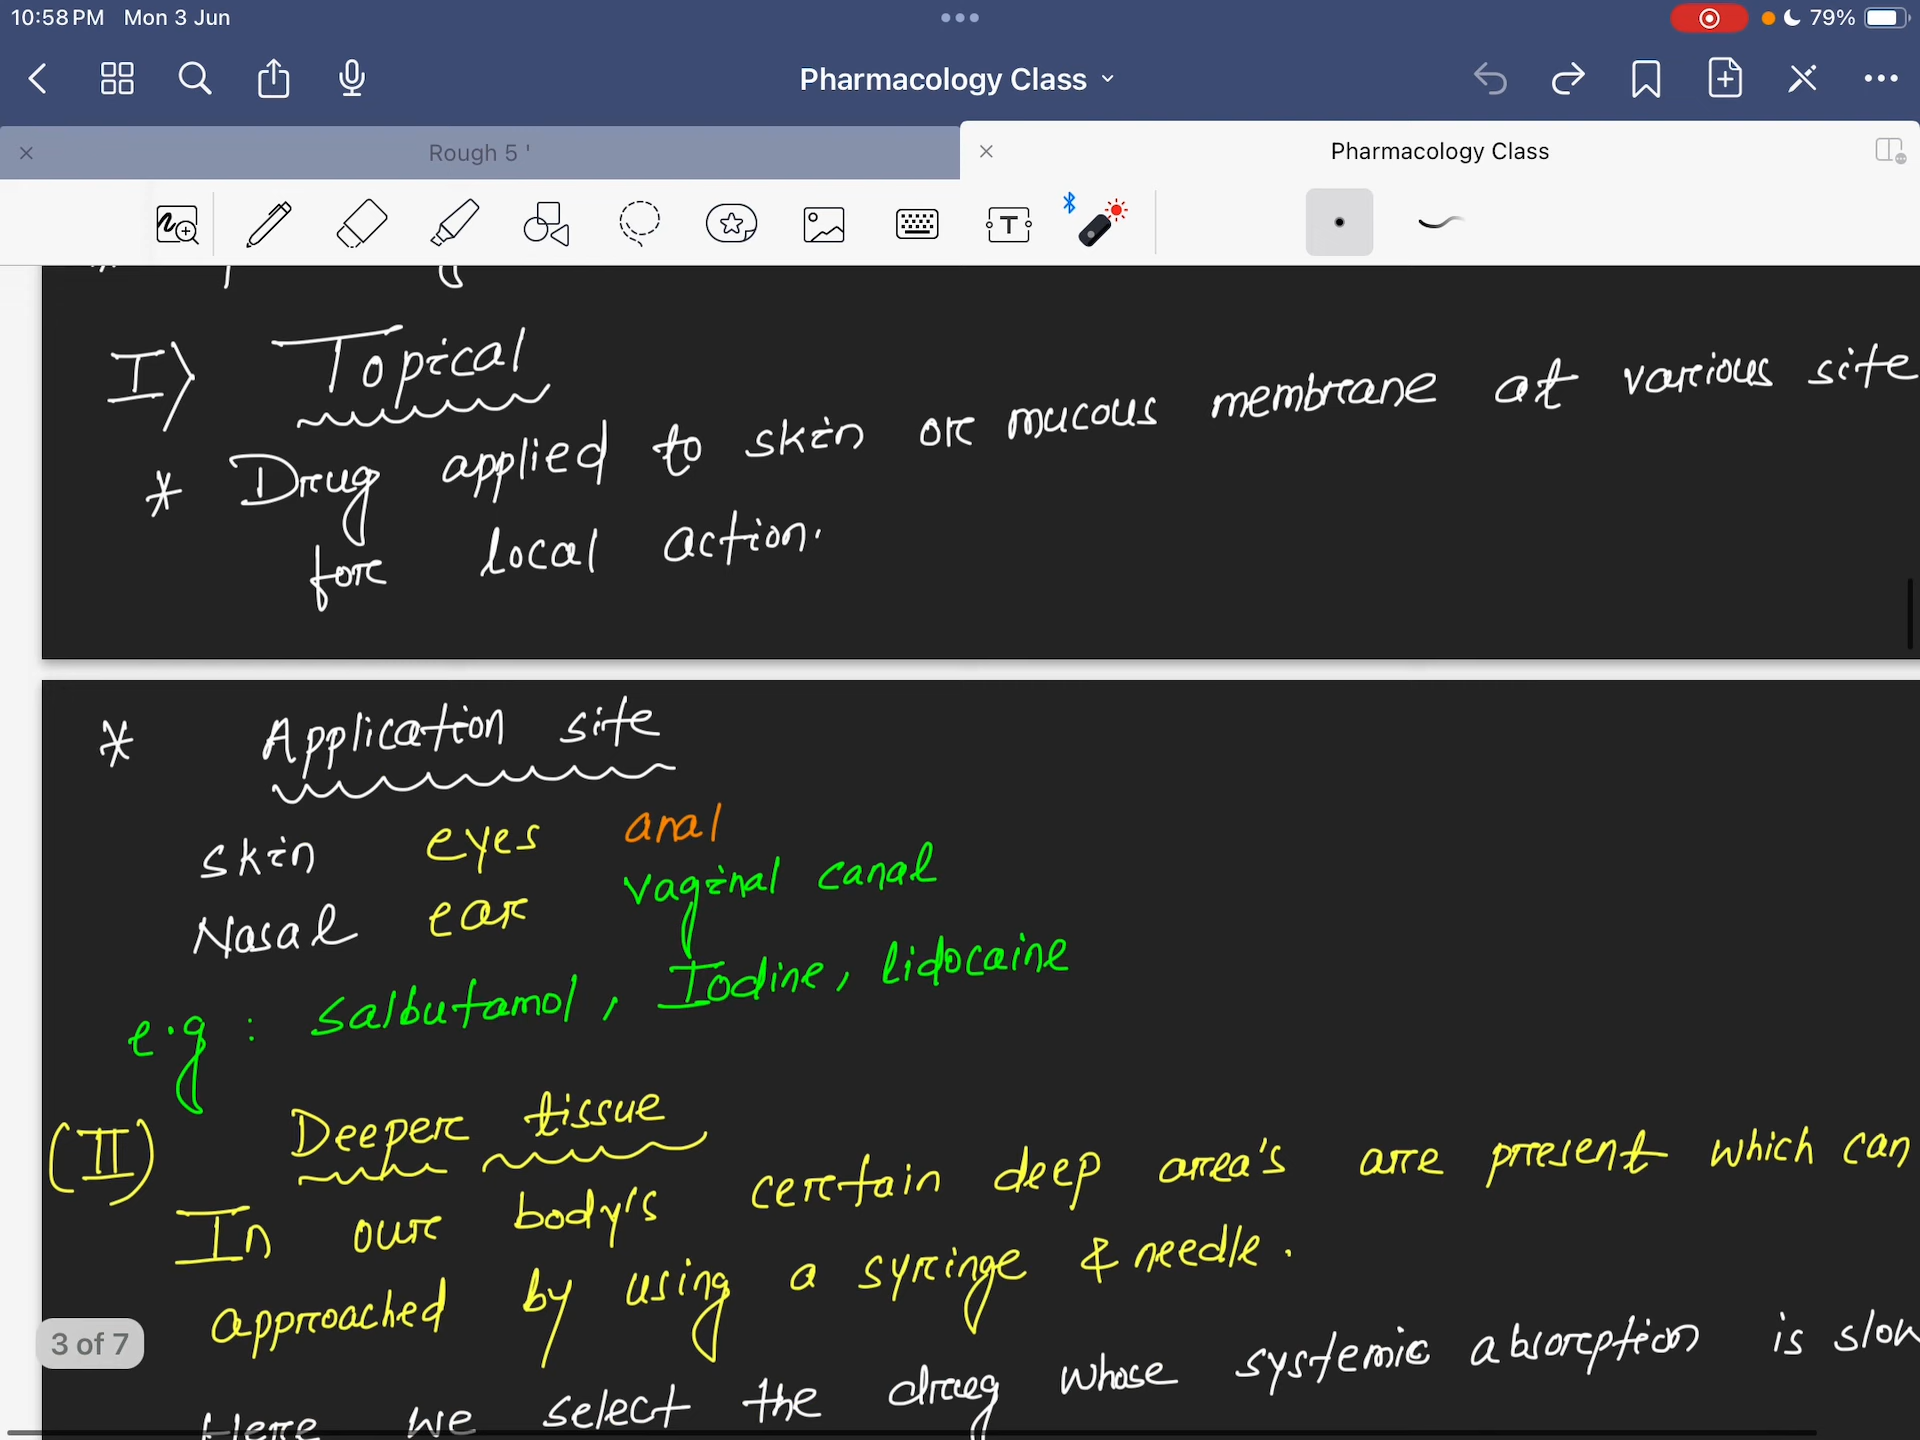 10:58 PM Mon 3 Jun
79%
Pharmacology Class
Rough 5 '
Pharmacology Class
I) Topical
* Drug applied to skin or mucous membrane at various site
for local action.
* Application site
skin eyes anal
Nasal ear vaginal canal
e.g : salbutamol, Iodine, lidocaine
(II) Deeper tissue
In our body's certain deep area's are present which can
approached by using a syringe & needle.
3 of 7
Here we select the drug whose systemic absorption is slow